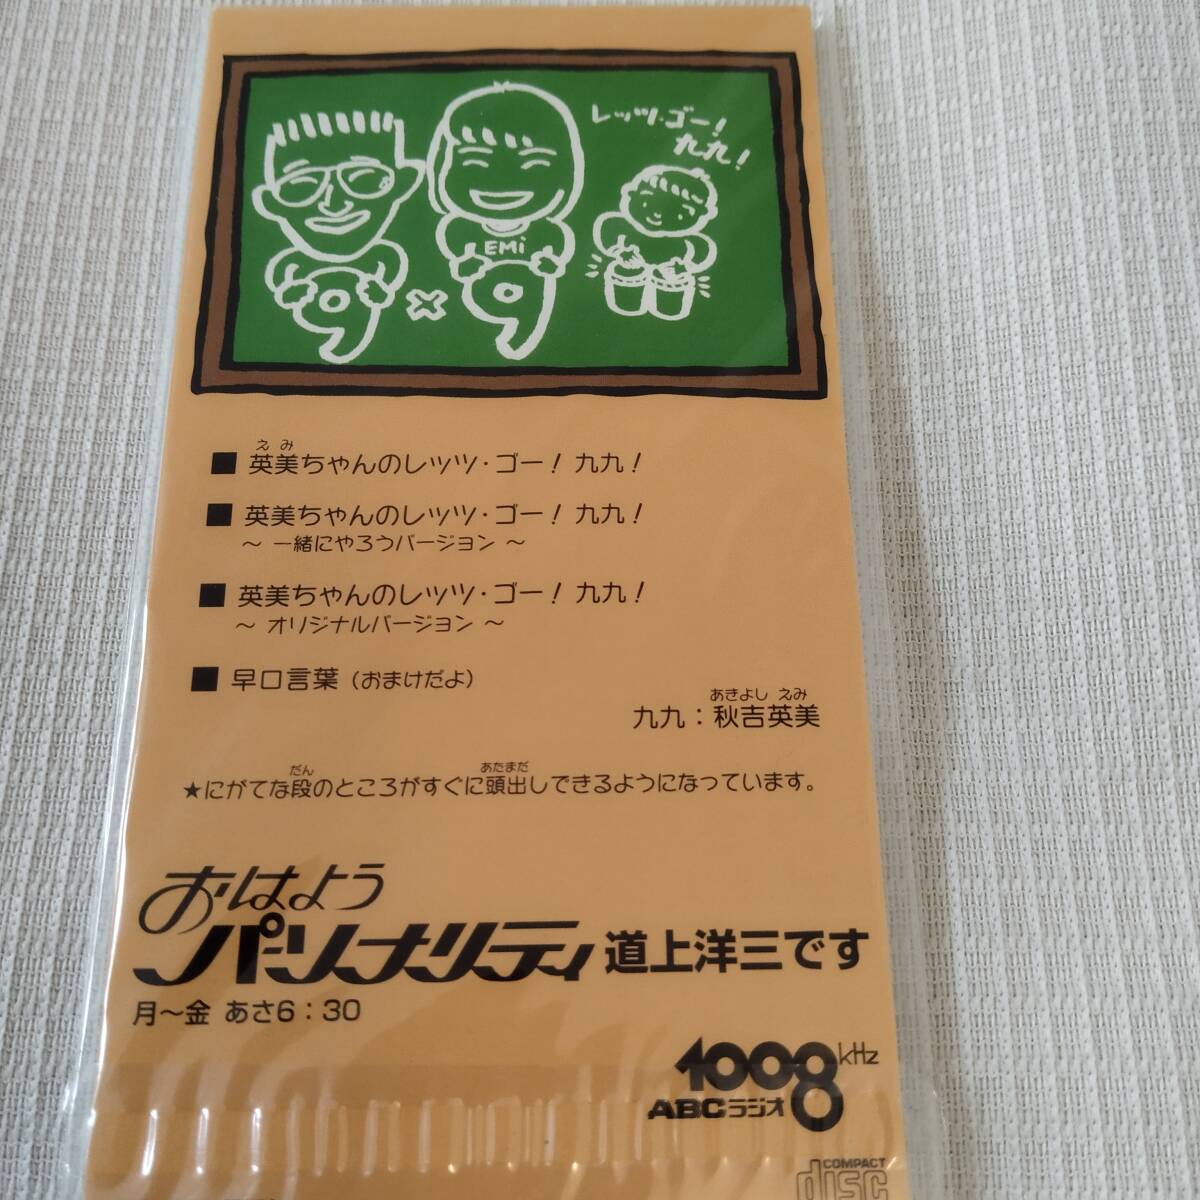 レッツ・ゴー!
九九!
EMi
9×9
えみ
■ 英美ちゃんのレッツ・ゴー! 九九!
■ 英美ちゃんのレッツ・ゴー! 九九!
〜 一緒にやろうバージョン 〜
■ 英美ちゃんのレッツ・ゴー! 九九!
〜 オリジナルバージョン 〜
■ 早口言葉 (おまけだよ)
あきよし えみ
九九:秋吉英美
だん あたまだ
★にがてな段のところがすぐに頭出しできるようになっています。
おはよう
パーソナリティ 道上洋三です
月〜金 あさ6:30
1008 kHz
ABCラジオ
COMPACT
disc